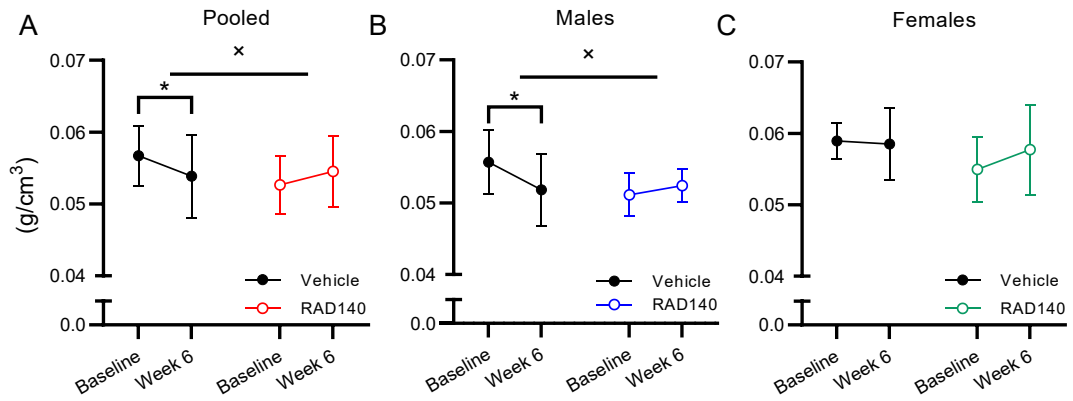 A
Pooled
(g/cm³)
0.07
0.06
0.05
0.04
0.0
×
*
Vehicle
RAD140
Baseline
Week 6
Baseline
Week 6
B
Males
0.07
0.06
0.05
0.04
0.0
×
*
Vehicle
RAD140
Baseline
Week 6
Baseline
Week 6
C
Females
0.07
0.06
0.05
0.04
0.0
Vehicle
RAD140
Baseline
Week 6
Baseline
Week 6